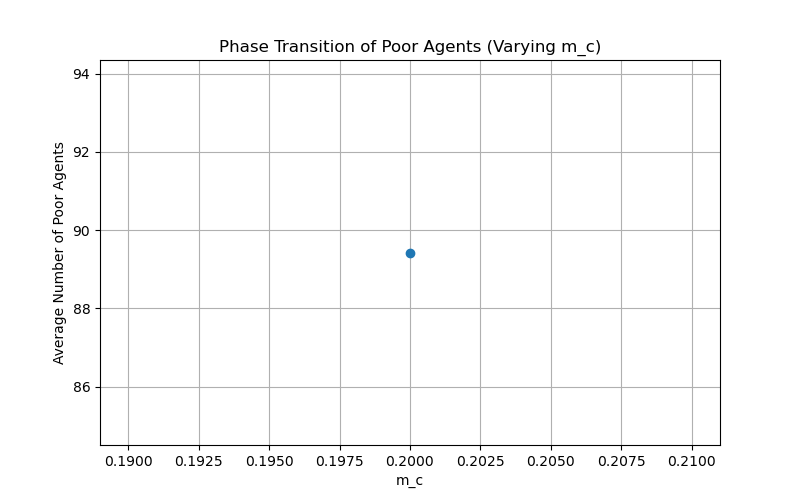 Phase Transition of Poor Agents (Varying m_c)
Average Number of Poor Agents
94
92
90
88
86
0.1900 0.1925 0.1950 0.1975 0.2000 0.2025 0.2050 0.2075 0.2100
m_c